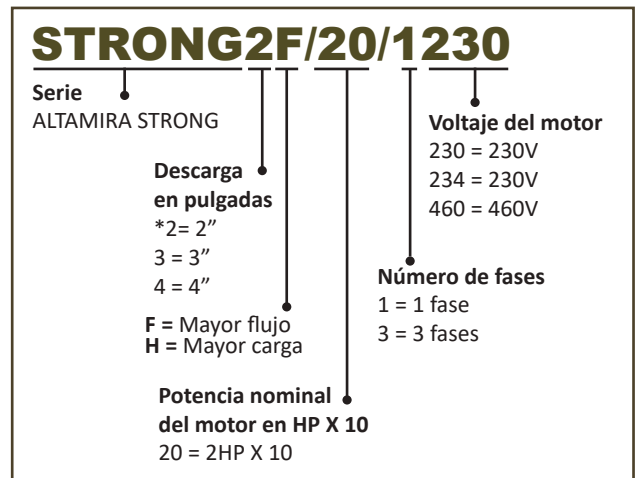 STRONG2F/20/1230
Serie
ALTAMIRA STRONG
Voltaje del motor
230 = 230V
234 = 230V
460 = 460V
Descarga
en pulgadas
*2= 2”
3 = 3”
4 = 4”
Número de fases
1 = 1 fase
3 = 3 fases
F = Mayor flujo
H = Mayor carga
Potencia nominal
del motor en HP X 10
20 = 2HP X 10